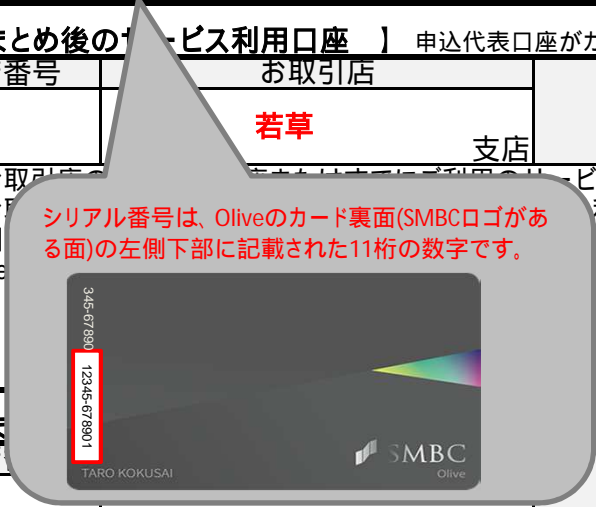 まとめ後の
ービス利用口座 】 申込代表口座が
番号
お取引店
若草
支店
シリアル番号は、Oliveのカード裏面(SMBCロゴがあ
る面)の左側下部に記載された11桁の数字です。
345-67890
12345-678901
SMBC
Olive
TARO KOKUSAI